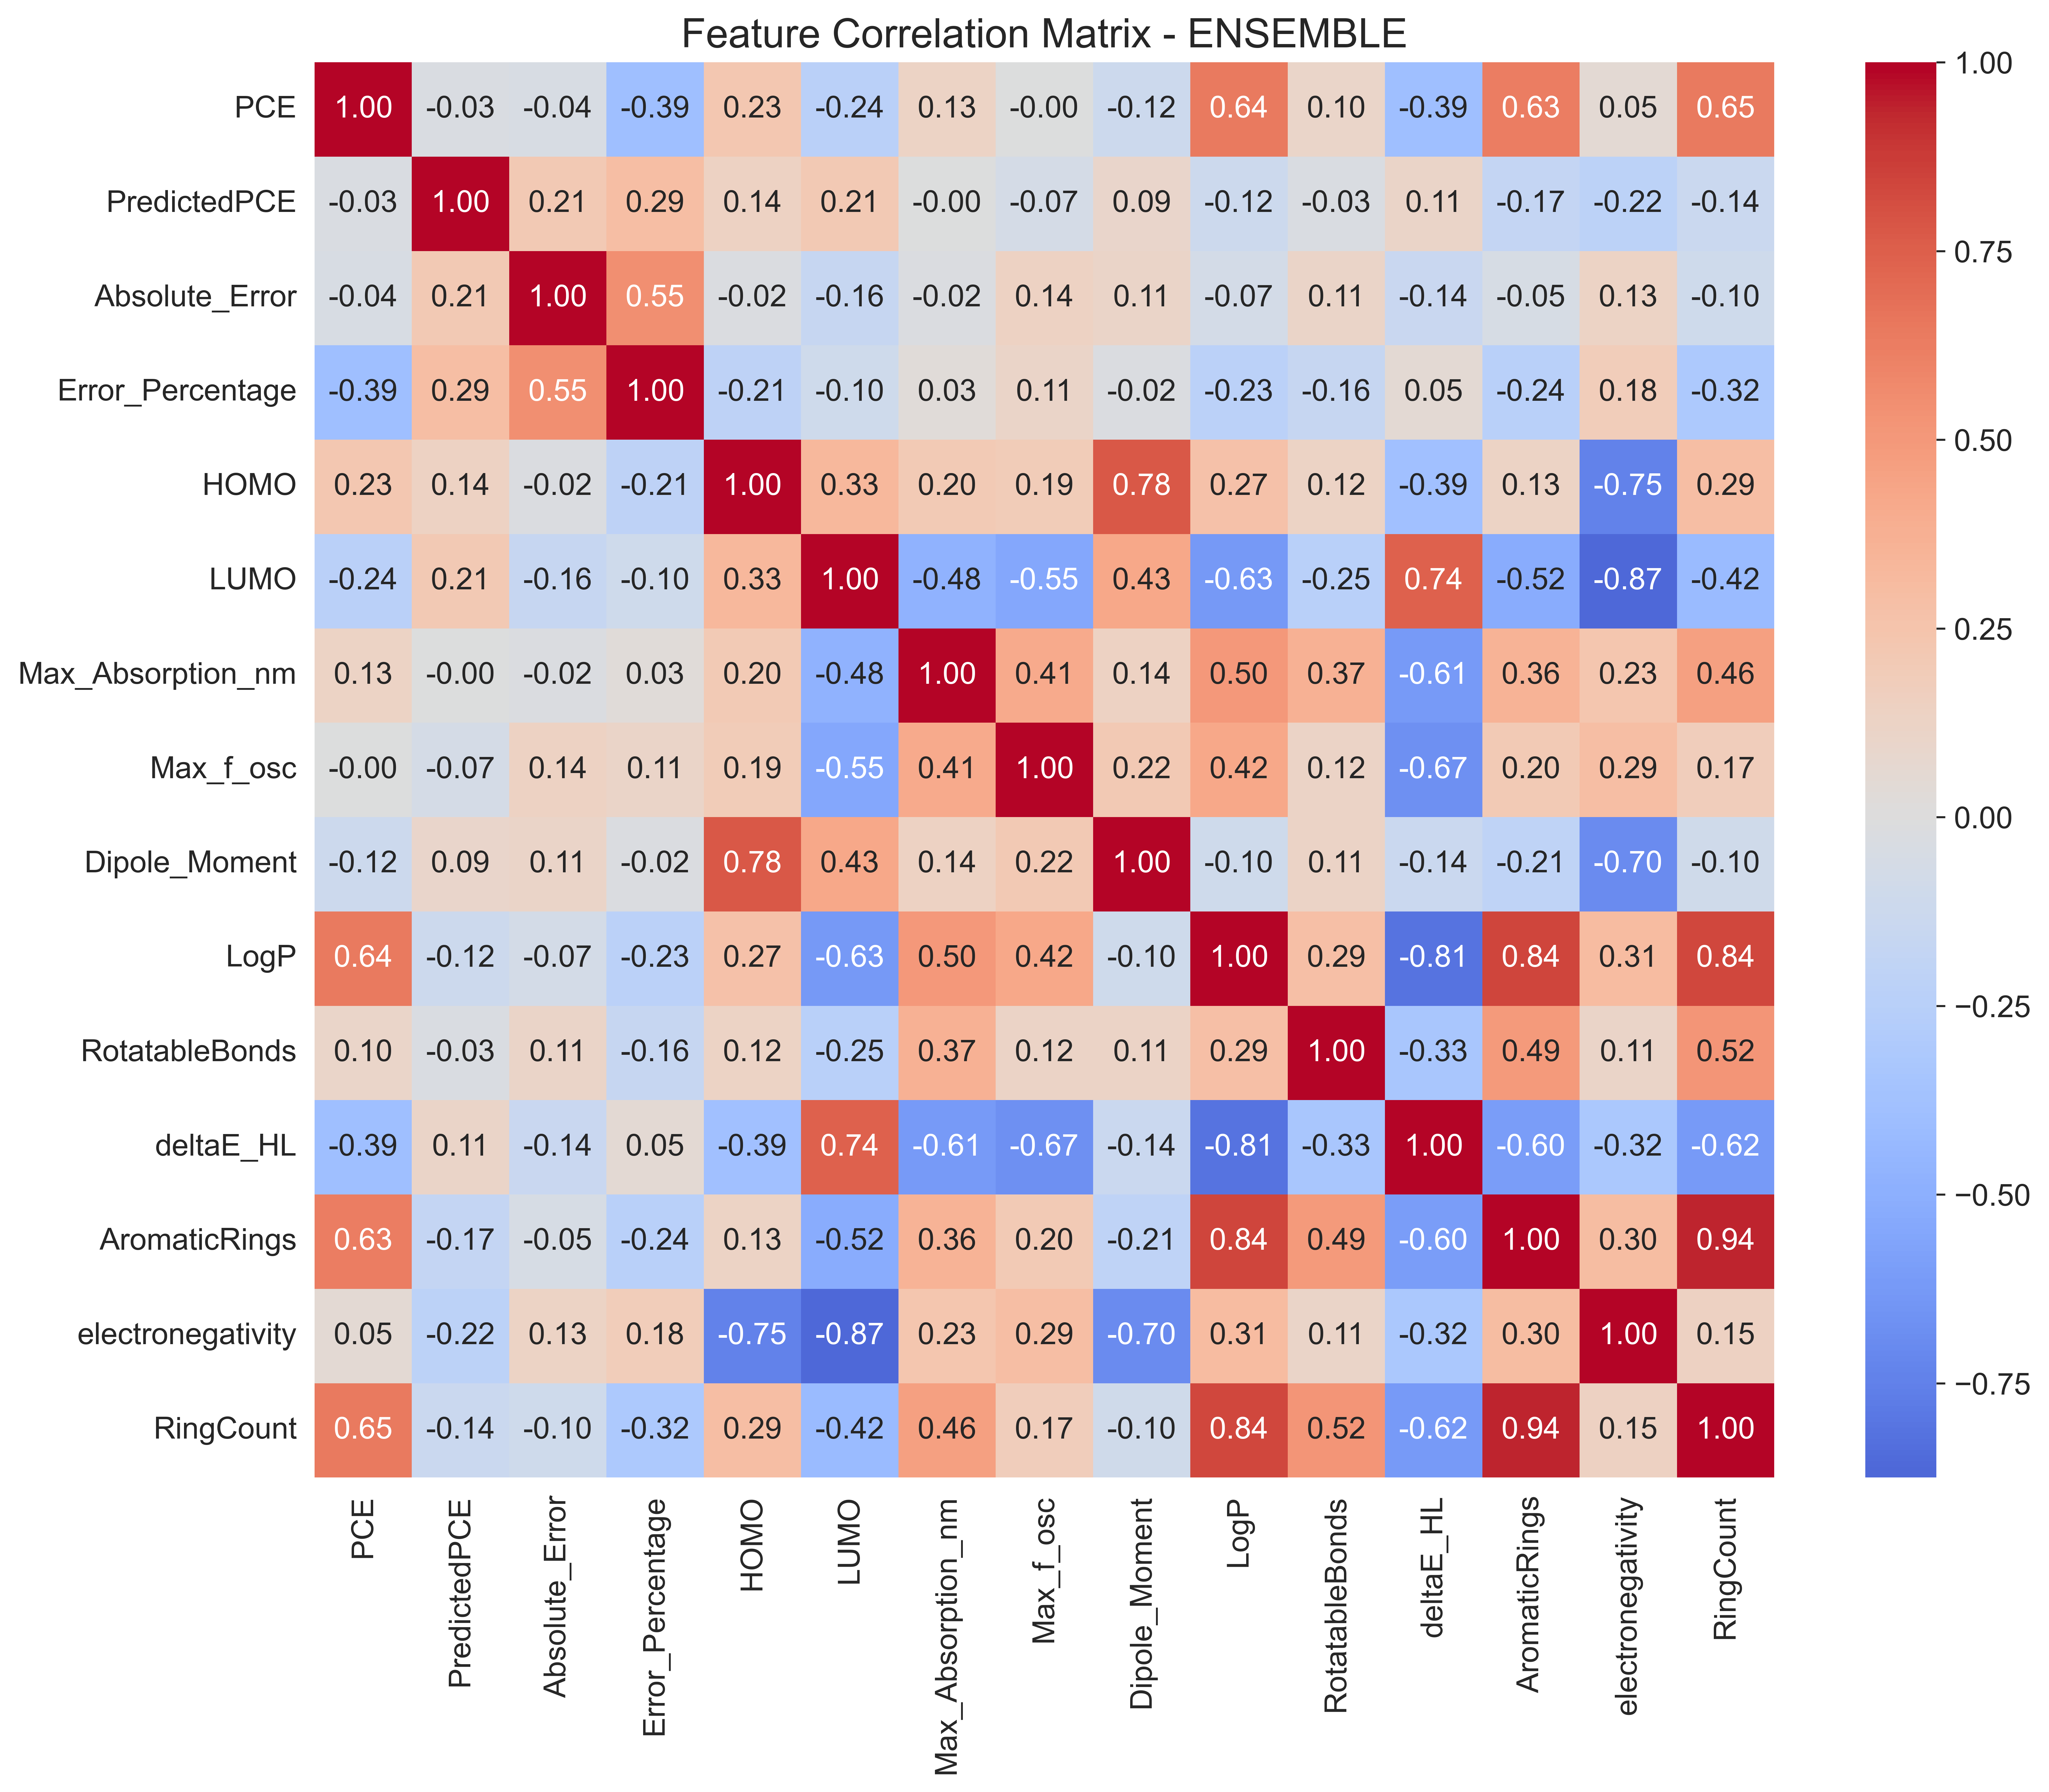 Feature Correlation Matrix - ENSEMBLE
PCE 1.00 -0.03 -0.04 -0.39 0.23 -0.24 0.13 -0.00 -0.12 0.64 0.10 -0.39 0.63 0.05 0.65
PredictedPCE -0.03 1.00 0.21 0.29 0.14 0.21 -0.00 -0.07 0.09 -0.12 -0.03 0.11 -0.17 -0.22 -0.14
Absolute_Error -0.04 0.21 1.00 0.55 -0.02 -0.16 -0.02 0.14 0.11 -0.07 0.11 -0.14 -0.05 0.13 -0.10
Error_Percentage -0.39 0.29 0.55 1.00 -0.21 -0.10 0.03 0.11 -0.02 -0.23 -0.16 0.05 -0.24 0.18 -0.32
HOMO 0.23 0.14 -0.02 -0.21 1.00 0.33 0.20 0.19 0.78 0.27 0.12 -0.39 0.13 -0.75 0.29
LUMO -0.24 0.21 -0.16 -0.10 0.33 1.00 -0.48 -0.55 0.43 -0.63 -0.25 0.74 -0.52 -0.87 -0.42
Max_Absorption_nm 0.13 -0.00 -0.02 0.03 0.20 -0.48 1.00 0.41 0.14 0.50 0.37 -0.61 0.36 0.23 0.46
Max_f_osc -0.00 -0.07 0.14 0.11 0.19 -0.55 0.41 1.00 0.22 0.42 0.12 -0.67 0.20 0.29 0.17
Dipole_Moment -0.12 0.09 0.11 -0.02 0.78 0.43 0.14 0.22 1.00 -0.10 0.11 -0.14 -0.21 -0.70 -0.10
LogP 0.64 -0.12 -0.07 -0.23 0.27 -0.63 0.50 0.42 -0.10 1.00 0.29 -0.81 0.84 0.31 0.84
RotatableBonds 0.10 -0.03 0.11 -0.16 0.12 -0.25 0.37 0.12 0.11 0.29 1.00 -0.33 0.49 0.11 0.52
deltaE_HL -0.39 0.11 -0.14 0.05 -0.39 0.74 -0.61 -0.67 -0.14 -0.81 -0.33 1.00 -0.60 -0.32 -0.62
AromaticRings 0.63 -0.17 -0.05 -0.24 0.13 -0.52 0.36 0.20 -0.21 0.84 0.49 -0.60 1.00 0.30 0.94
electronegativity 0.05 -0.22 0.13 0.18 -0.75 -0.87 0.23 0.29 -0.70 0.31 0.11 -0.32 0.30 1.00 0.15
RingCount 0.65 -0.14 -0.10 -0.32 0.29 -0.42 0.46 0.17 -0.10 0.84 0.52 -0.62 0.94 0.15 1.00
PCE
PredictedPCE
Absolute_Error
Error_Percentage
HOMO
LUMO
Max_Absorption_nm
Max_f_osc
Dipole_Moment
LogP
RotatableBonds
deltaE_HL
AromaticRings
electronegativity
RingCount
1.00
0.75
0.50
0.25
0.00
−0.25
−0.50
−0.75